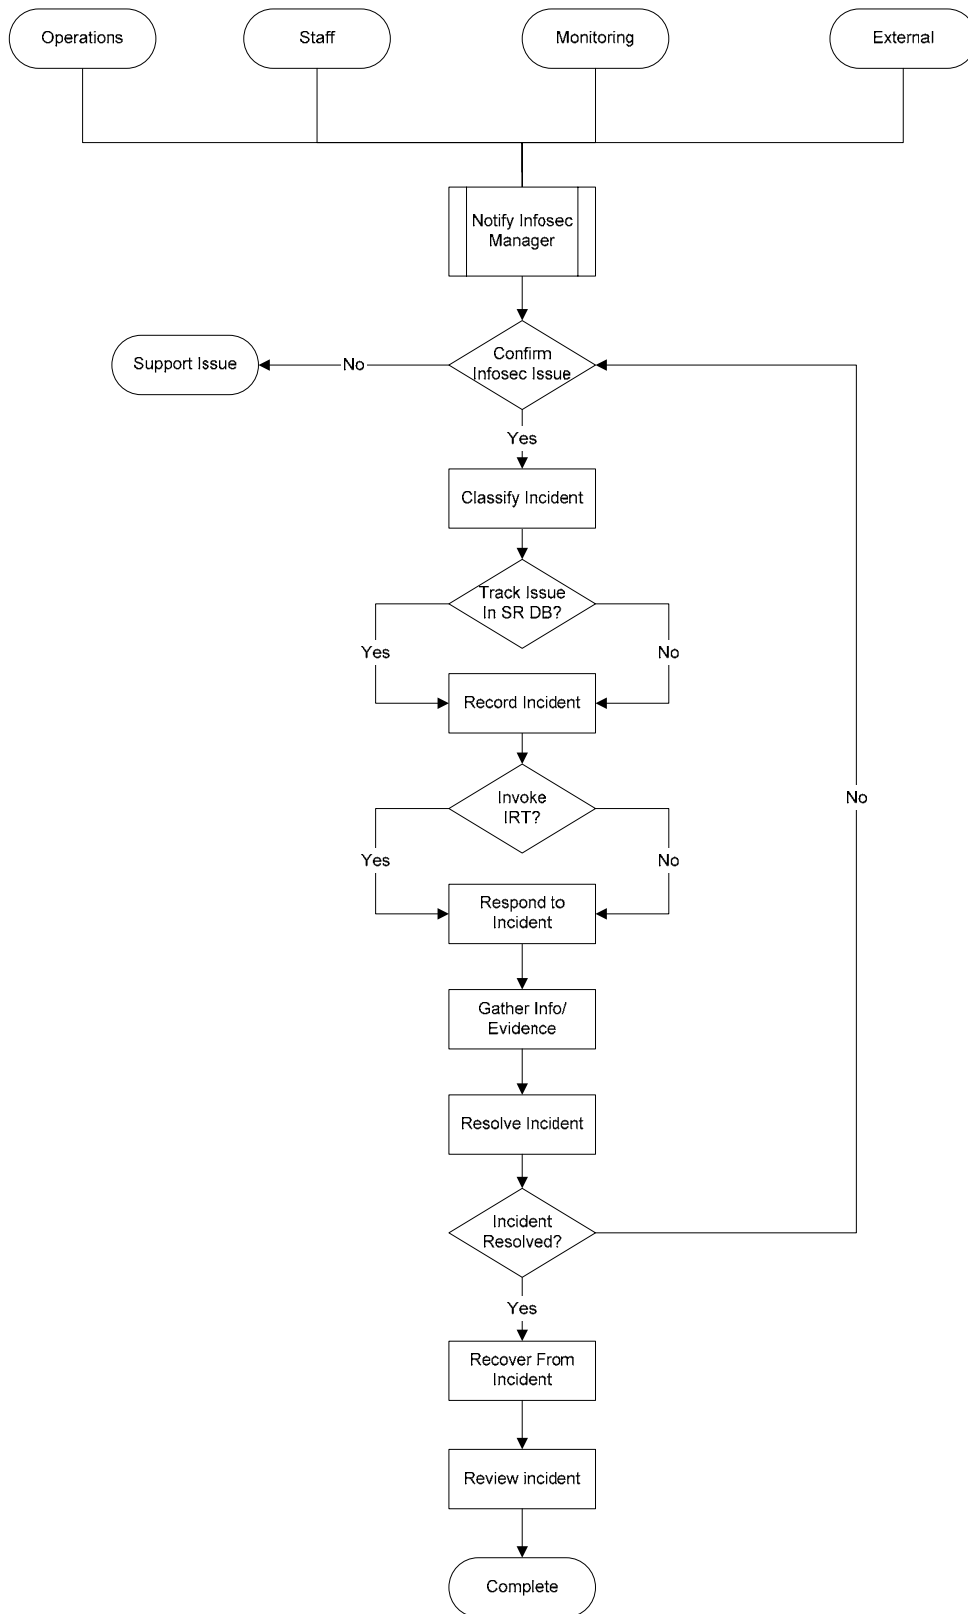 Operations
Staff
Monitoring
External
Notify Infosec
Manager
Confirm
Infosec Issue
No
Support Issue
Yes
Classify Incident
Track Issue
In SR DB?
Yes
No
Record Incident
Invoke
IRT?
No
Yes
No
Respond to
Incident
Gather Info/
Evidence
Resolve Incident
Incident
Resolved?
Yes
Recover From
Incident
Review incident
Complete